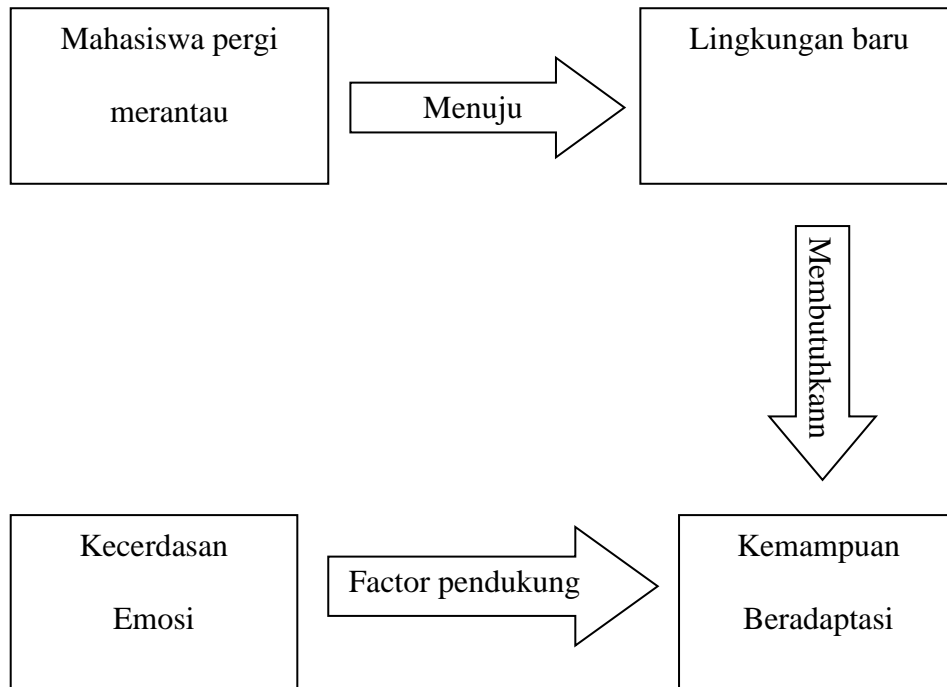 Mahasiswa pergi
merantau
Menuju
Lingkungan baru
Membutuhkann
Kecerdasan
Emosi
Factor pendukung
Kemampuan
Beradaptasi